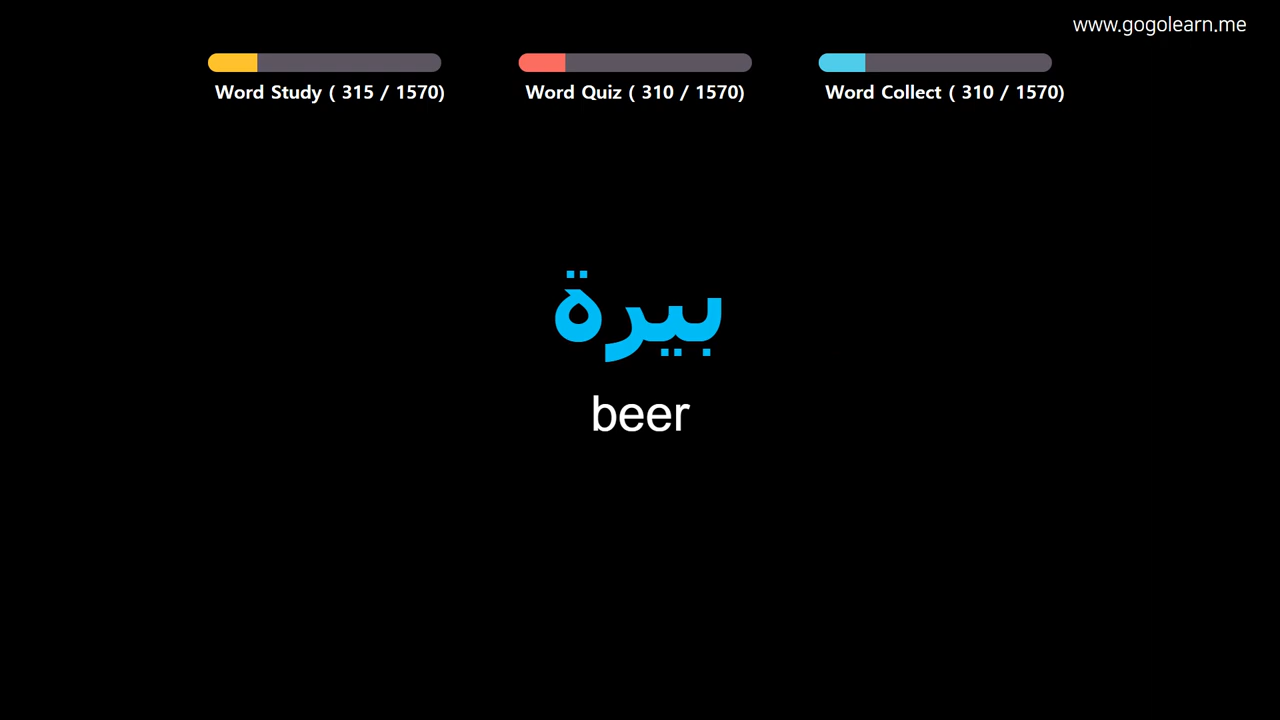 www.gogolearn.me
Word Study ( 315 / 1570)
Word Quiz ( 310 / 1570)
Word Collect ( 310 / 1570)
بيرة
beer